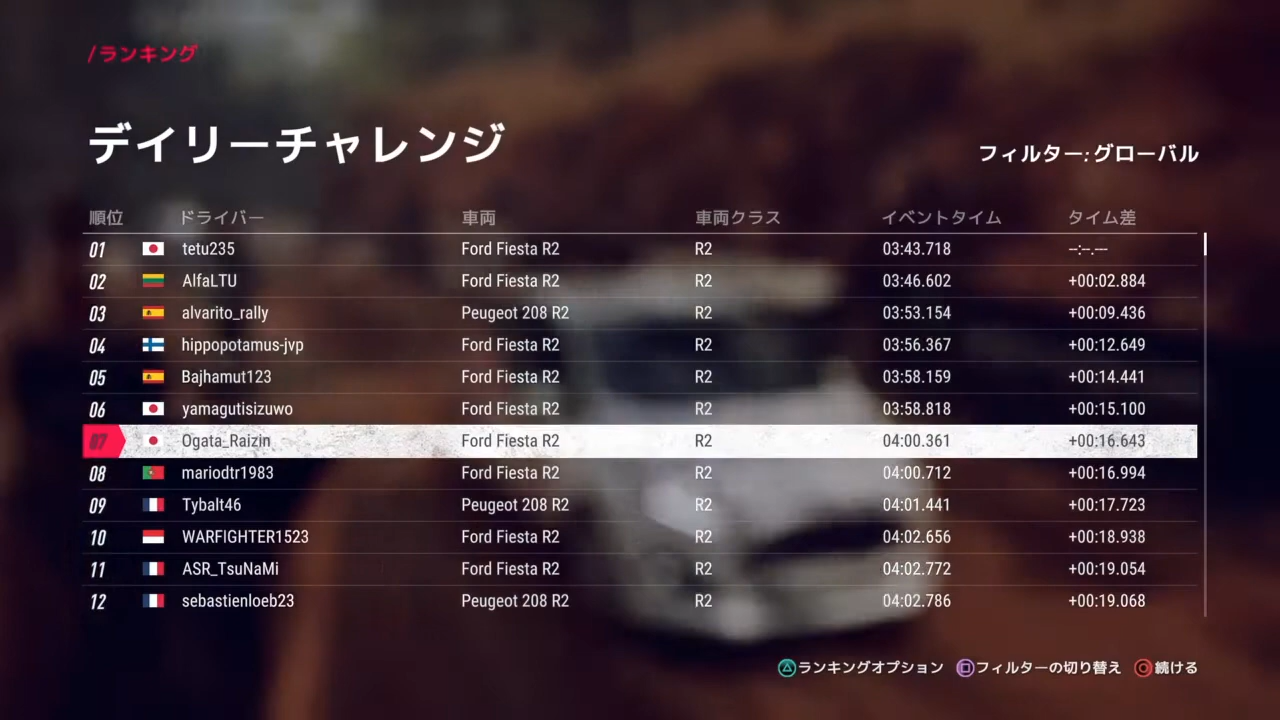 /ランキング
デイリーチャレンジ
フィルター: グローバル
順位 ドライバー 車両 車両クラス イベントタイム タイム差
01 tetu235 Ford Fiesta R2 R2 03:43.718 --:--.---
02 AlfaLTU Ford Fiesta R2 R2 03:46.602 +00:02.884
03 alvarito_rally Peugeot 208 R2 R2 03:53.154 +00:09.436
04 hippopotamus-jvp Ford Fiesta R2 R2 03:56.367 +00:12.649
05 Bajhamut123 Ford Fiesta R2 R2 03:58.159 +00:14.441
06 yamagutisizuwo Ford Fiesta R2 R2 03:58.818 +00:15.100
07 Ogata_Raizin Ford Fiesta R2 R2 04:00.361 +00:16.643
08 mariodtr1983 Ford Fiesta R2 R2 04:00.712 +00:16.994
09 Tybalt46 Peugeot 208 R2 R2 04:01.441 +00:17.723
10 WARFIGHTER1523 Ford Fiesta R2 R2 04:02.656 +00:18.938
11 ASR_TsuNaMi Ford Fiesta R2 R2 04:02.772 +00:19.054
12 sebastienloeb23 Peugeot 208 R2 R2 04:02.786 +00:19.068
ランキングオプション フィルターの切り替え 続ける